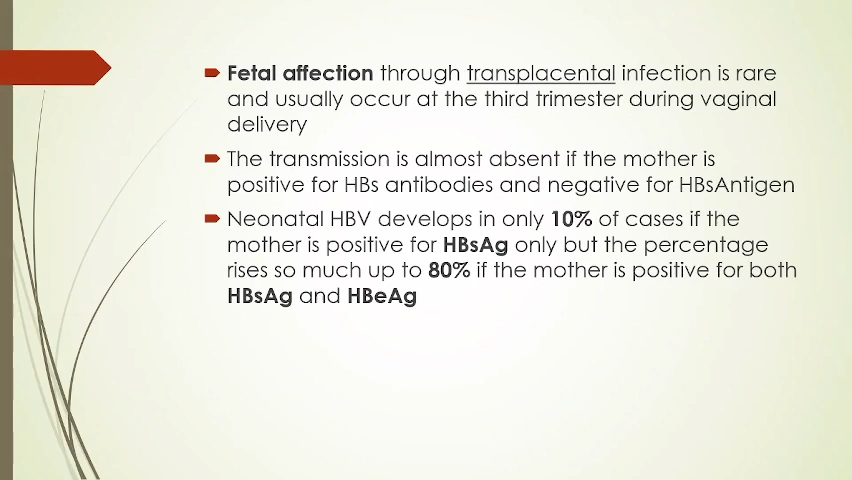 Fetal affection through transplacental infection is rare
and usually occur at the third trimester during vaginal
delivery
The transmission is almost absent if the mother is
positive for HBs antibodies and negative for HBsAntigen
Neonatal HBV develops in only 10% of cases if the
mother is positive for HBsAg only but the percentage
rises so much up to 80% if the mother is positive for both
HBsAg and HBeAg